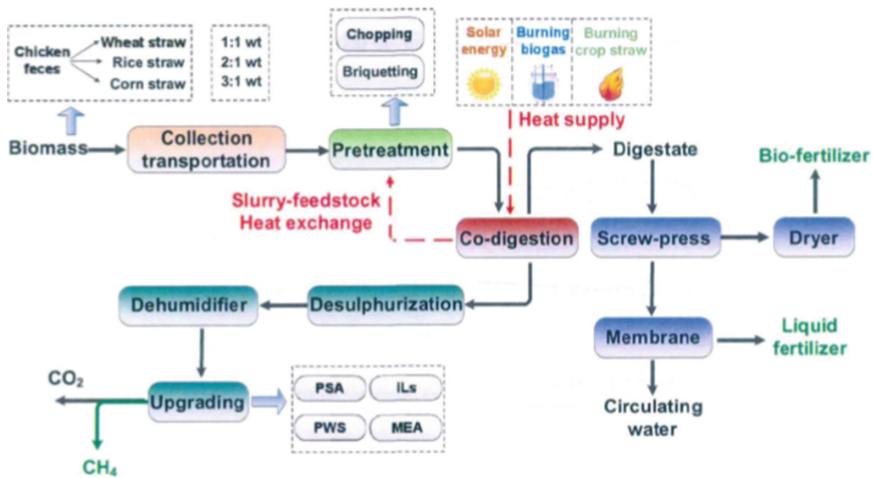 Chicken
feces
Wheat straw
Rice straw
Corn straw
1:1 wt
2:1 wt
3:1 wt
Chopping
Briquetting
Solar
energy
Burning
biogas
Burning
crop straw
Heat supply
Biomass
Collection
transportation
Pretreatment
Digestate
Bio-fertilizer
Slurry-feedstock
Heat exchange
Co-digestion
Screw-press
Dryer
Dehumidifier
Desulphurization
Membrane
Liquid
fertilizer
CO₂
Upgrading
PSA
ILs
PWS
MEA
Circulating
water
CH₄